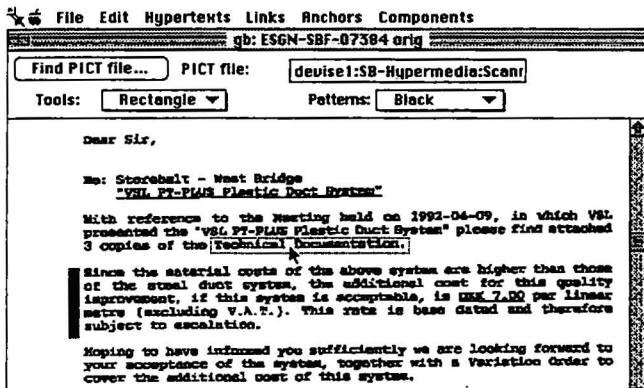 File Edit Hypertexts Links Anchors Components
gb: ESGN-SBF-07384 orig
Find PICT file... PICT file: devise1:SB-Hypermedia:Scanr
Tools: Rectangle Patterns: Black
Dear Sir,
Re: Storebælt - West Bridge
"VSL PT-PLUS Plastic Duct System"
With reference to the Meeting held on 1992-04-09, in which VSL
presented the "VSL PT-PLUS Plastic Duct System" please find attached
3 copies of the Technical Documentation.
Since the material costs of the above system are higher than those
of the steel duct system, the additional cost for this quality
improvement, if this system is acceptable, is DKK 7.00 per linear
metre (excluding V.A.T.). This rate is base dated and therefore
subject to escalation.
Hoping to have informed you sufficiently we are looking forward to
your acceptance of the system, together with a Variation Order to
cover the additional cost of this system.